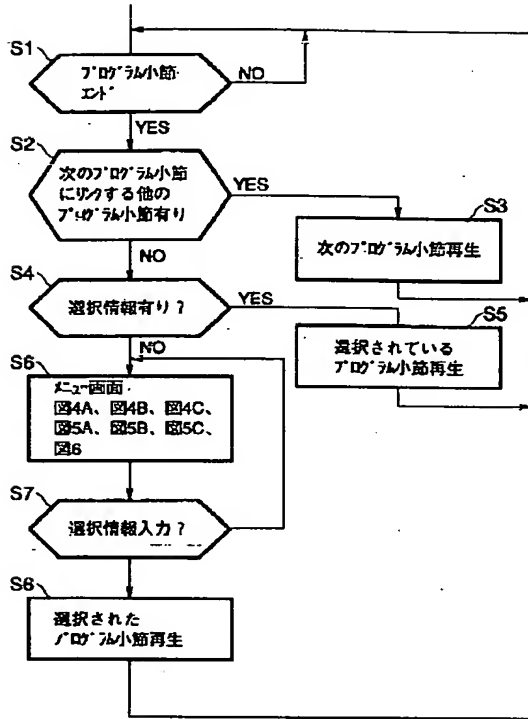 S1
プログラム小節・
エンド
NO
YES
S2
次のプログラム小節
にリンクする他の
プログラム小節有り
YES
S3
次のプログラム小節再生
NO
S4
選択情報有り?
YES
S5
選択されている
プログラム小節再生
NO
S6
メニュー画面・
図4A、図4B、図4C、
図5A、図5B、図5C、
図6
S7
選択情報入力?
S8
選択された
プログラム小節再生